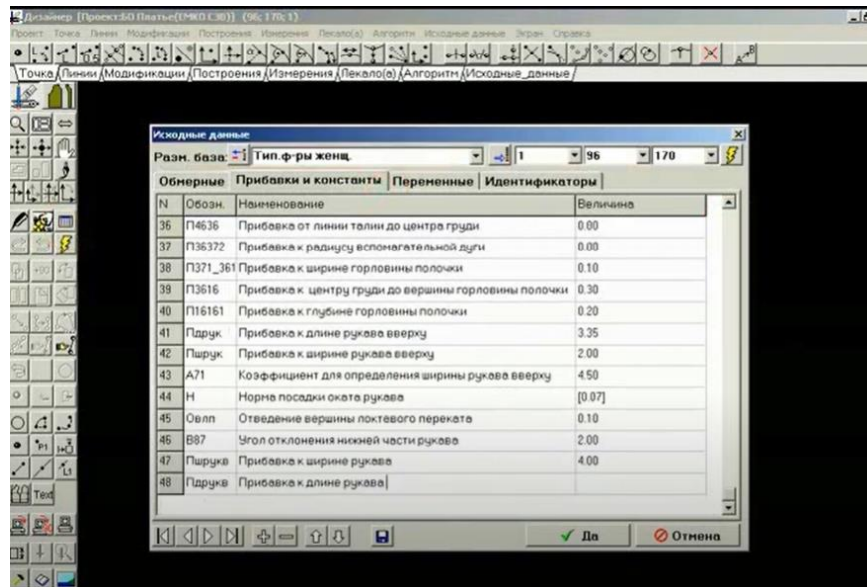 Дизайнер [Проект:БО Платье(ЕМКО СЭВ)] (96; 170; 1)
Проект Точка Линии Модификации Построения Измерения Лекало(а) Алгоритм Исходные данные Экран Справка
Точка Линии Модификации Построения Измерения Лекало(а) Алгоритм Исходные_данные
Исходные данные
Разм. база: Тип.ф-ры женщ. 1 96 170
Обмерные Прибавки и константы Переменные Идентификаторы
N Обозн. Наименование Величина
36 П4636 Прибавка от линии талии до центра груди 0.00
37 П36372 Прибавка к радиусу вспомагательной дуги 0.00
38 П371_361 Прибавка к ширине горловины полочки 0.10
39 П3616 Прибавка к центру груди до вершины горловины полочки 0.30
40 П16161 Прибавка к глубине горловины полочки 0.20
41 Пдрук Прибавка к длине рукава вверху 3.35
42 Пшрук Прибавка к ширине рукава вверху 2.00
43 А71 Коэффициент для определения ширины рукава вверху 4.50
44 Н Норма посадки оката рукава [0.07]
45 Овлп Отведение вершины локтевого переката 0.10
46 В87 Угол отклонения нижней части рукава 2.00
47 Пшрукв Прибавка к ширине рукава 4.00
48 Пдрукв Прибавка к длине рукава
Text
Да Отмена